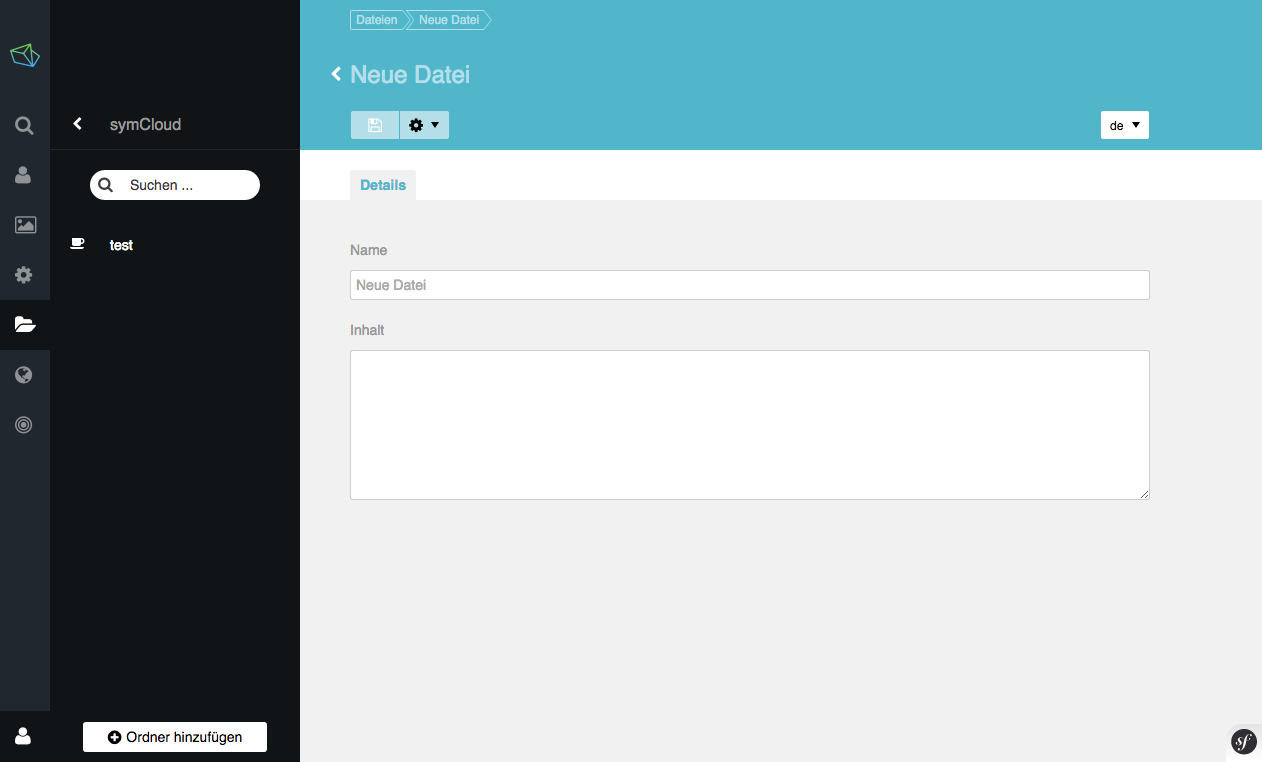 Dateien
Neue Datei
Neue Datei
symCloud
de
Suchen ...
Details
test
Name
Neue Datei
Inhalt
Ordner hinzufügen
sf